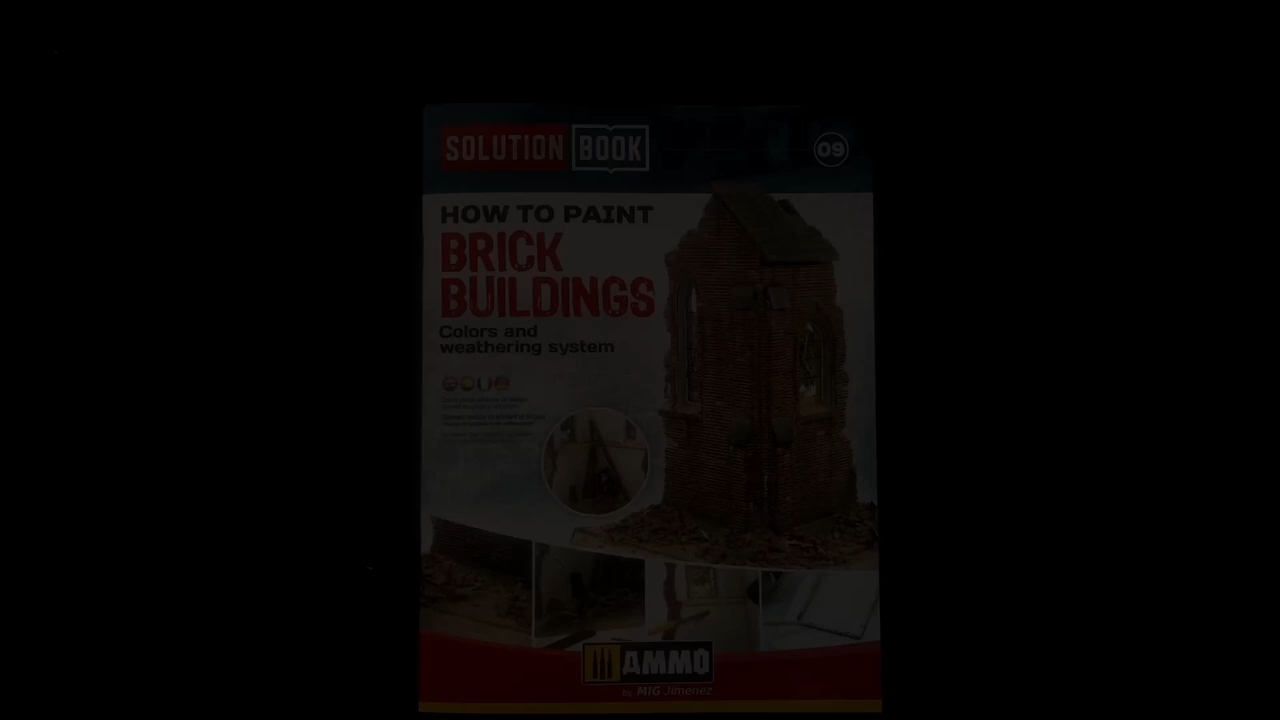 SOLUTION BOOK
09
HOW TO PAINT
BRICK
BUILDINGS
Colors and
weathering system
AMMO
by MIG Jimenez